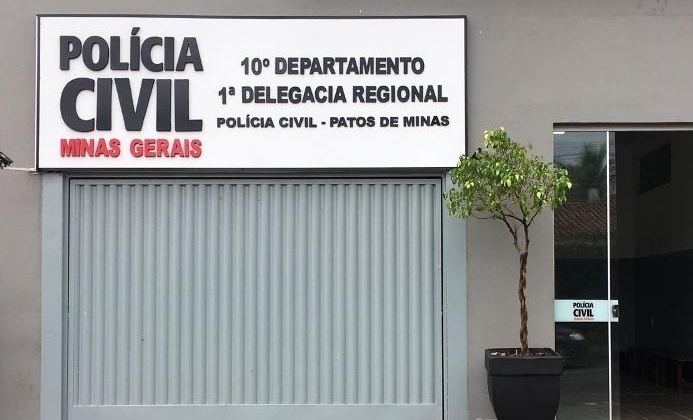 POLÍCIA
CIVIL
MINAS GERAIS
10º DEPARTAMENTO
1ª DELEGACIA REGIONAL
POLÍCIA CIVIL - PATOS DE MINAS
POLÍCIA
CIVIL